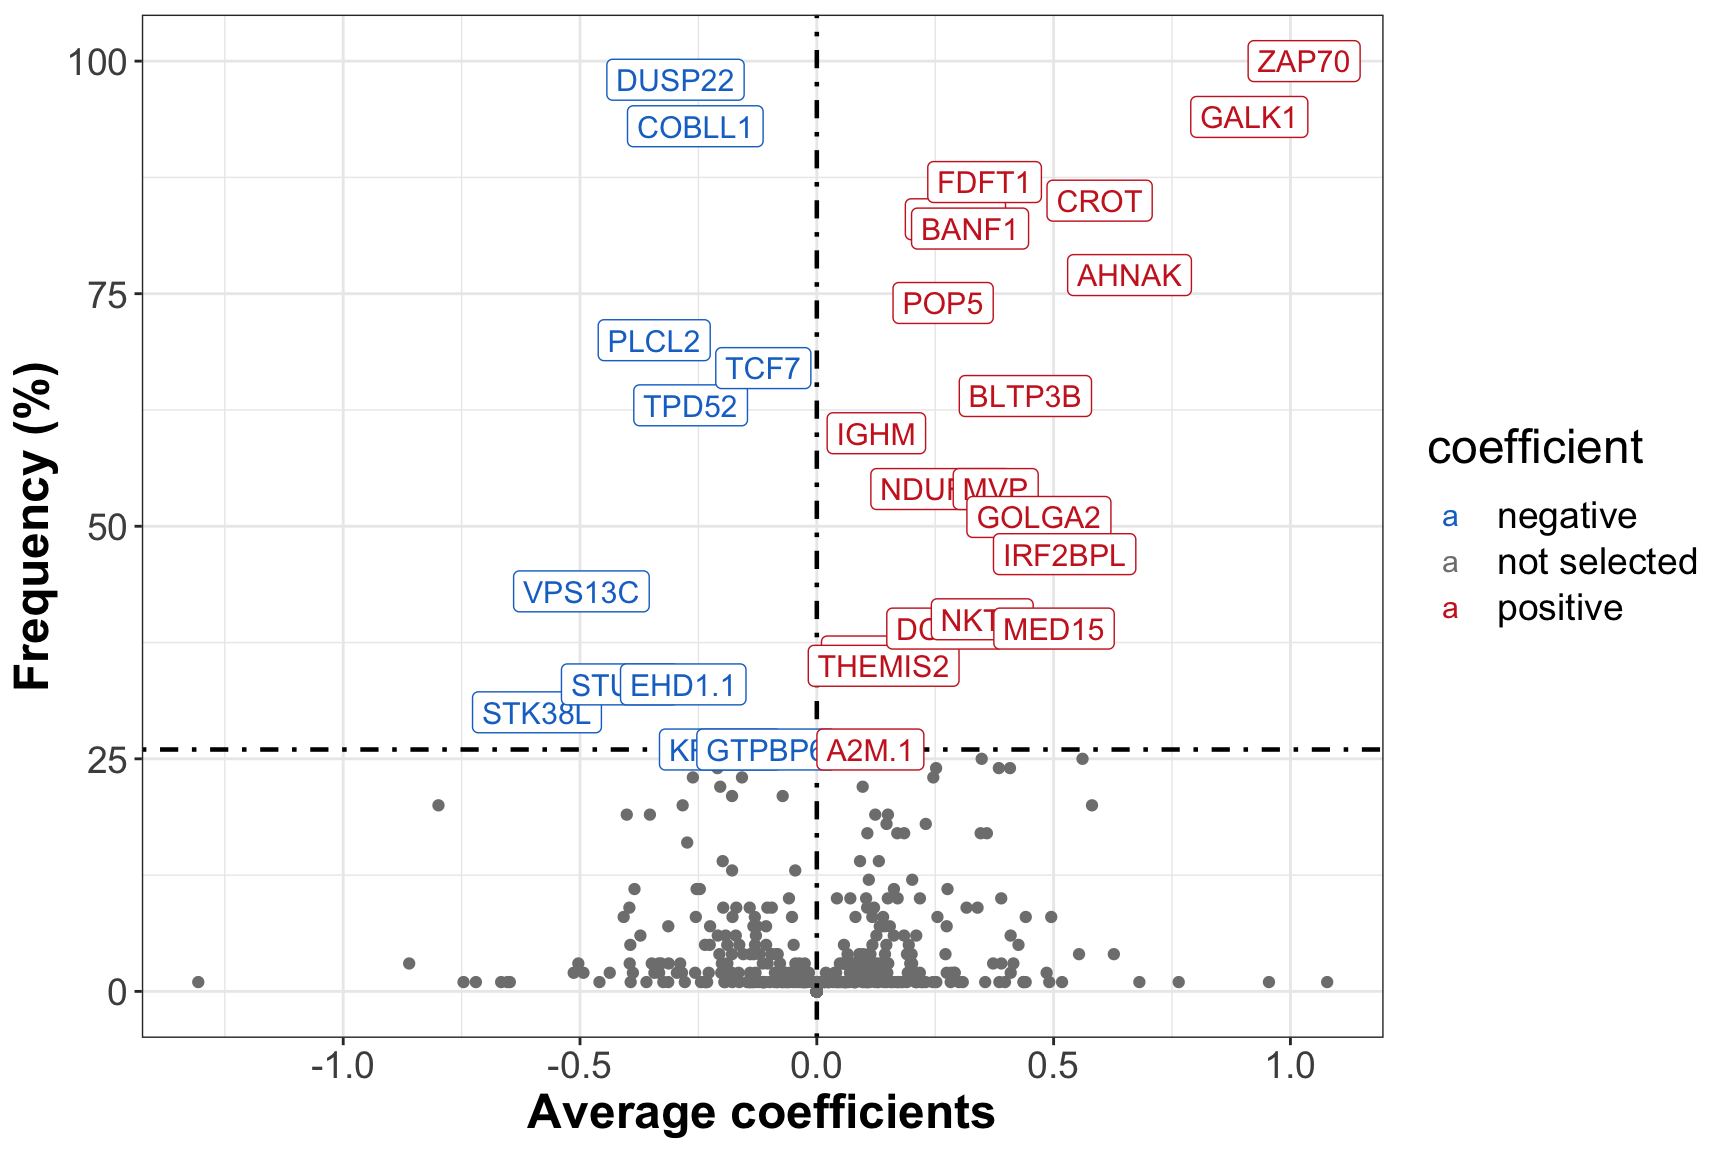 100
75
50
25
0
Frequency (%)
DUSP22
COBLL1
ZAP70
GALK1
FDFT1
CROT
BANF1
AHNAK
POP5
PLCL2
TCF7
TPD52
BLTP3B
IGHM
MVP
GOLGA2
IRF2BPL
VPS13C
MED15
THEMIS2
EHD1.1
STK38L
A2M.1
-1.0 -0.5 0.0 0.5 1.0
Average coefficients
coefficient
a negative
a not selected
a positive